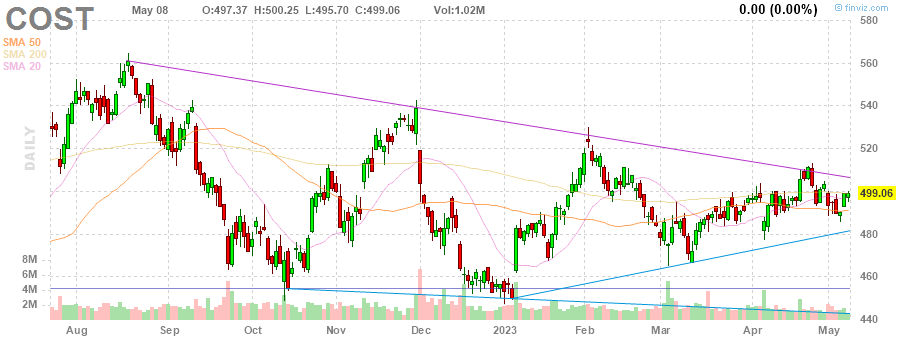 COST May 08 O:497.37 H:500.25 L:495.70 C:499.06 Vol:1.02M 0.00 (0.00%) © finviz.com
SMA 50
SMA 200
SMA 20
DAILY
580
560
540
520
500
499.06
480
460
440
8M
6M
4M
2M
Aug Sep Oct Nov Dec 2023 Feb Mar Apr May